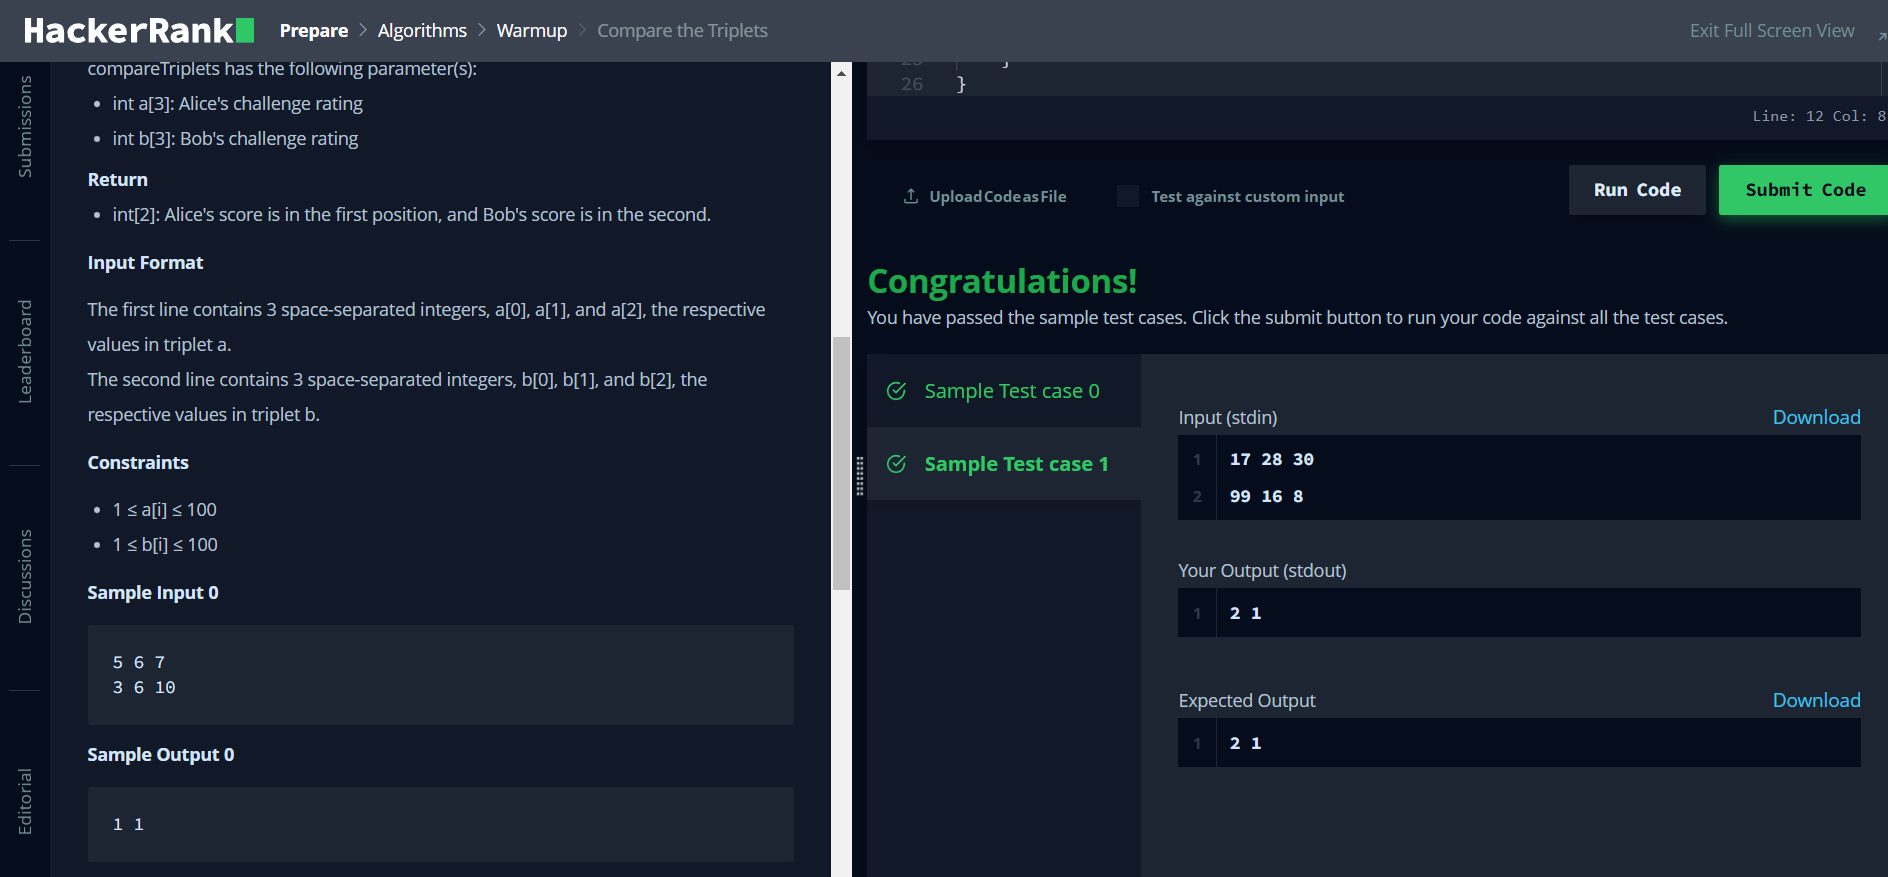 HackerRank
Prepare > Algorithms > Warmup > Compare the Triplets
Exit Full Screen View
Submissions
Leaderboard
Discussions
Editorial
compareTriplets has the following parameter(s):
• int a[3]: Alice's challenge rating
• int b[3]: Bob's challenge rating
Return
• int[2]: Alice's score is in the first position, and Bob's score is in the second.
Input Format
The first line contains 3 space-separated integers, a[0], a[1], and a[2], the respective
values in triplet a.
The second line contains 3 space-separated integers, b[0], b[1], and b[2], the
respective values in triplet b.
Constraints
• 1 ≤ a[i] ≤ 100
• 1 ≤ b[i] ≤ 100
Sample Input 0
5 6 7
3 6 10
Sample Output 0
1 1
25 }
26 }
Line: 12 Col: 8
Upload Code as File
Test against custom input
Run Code
Submit Code
Congratulations!
You have passed the sample test cases. Click the submit button to run your code against all the test cases.
Sample Test case 0
Sample Test case 1
Input (stdin)
Download
1 17 28 30
2 99 16 8
Your Output (stdout)
1 2 1
Expected Output
Download
1 2 1